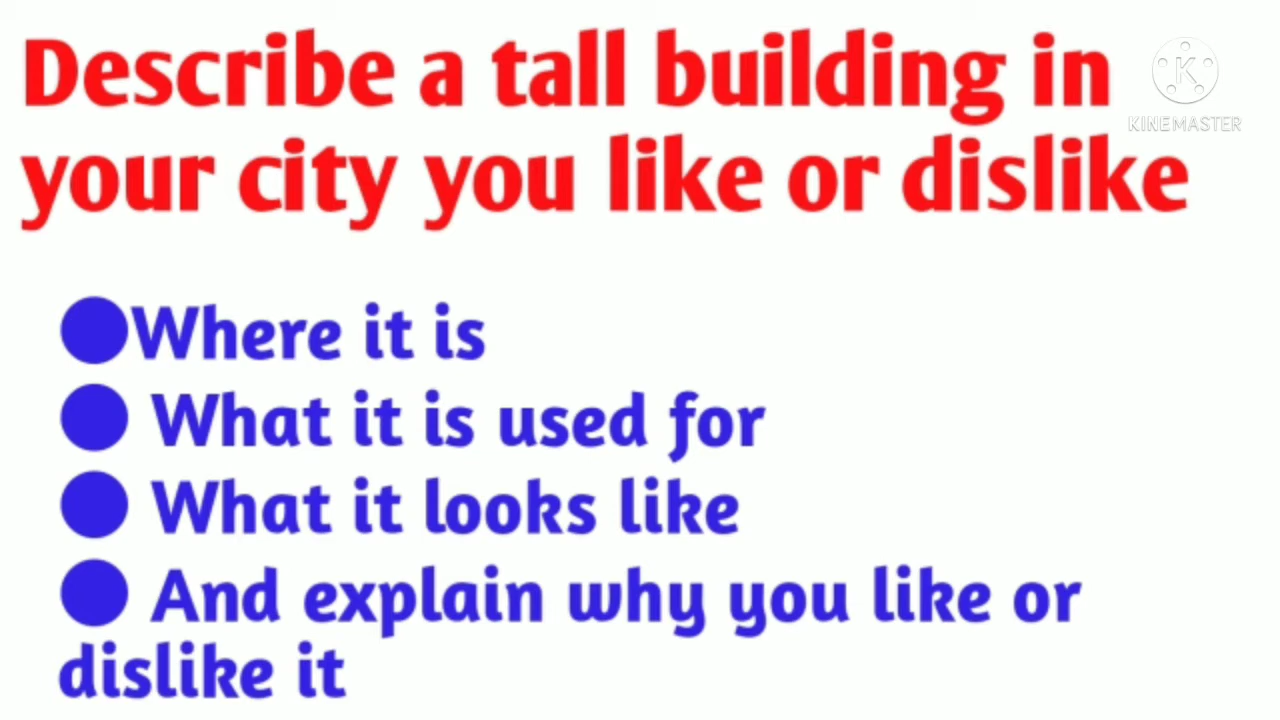 Describe a tall building in
your city you like or dislike
K
KINEMASTER
●Where it is
● What it is used for
● What it looks like
● And explain why you like or
dislike it